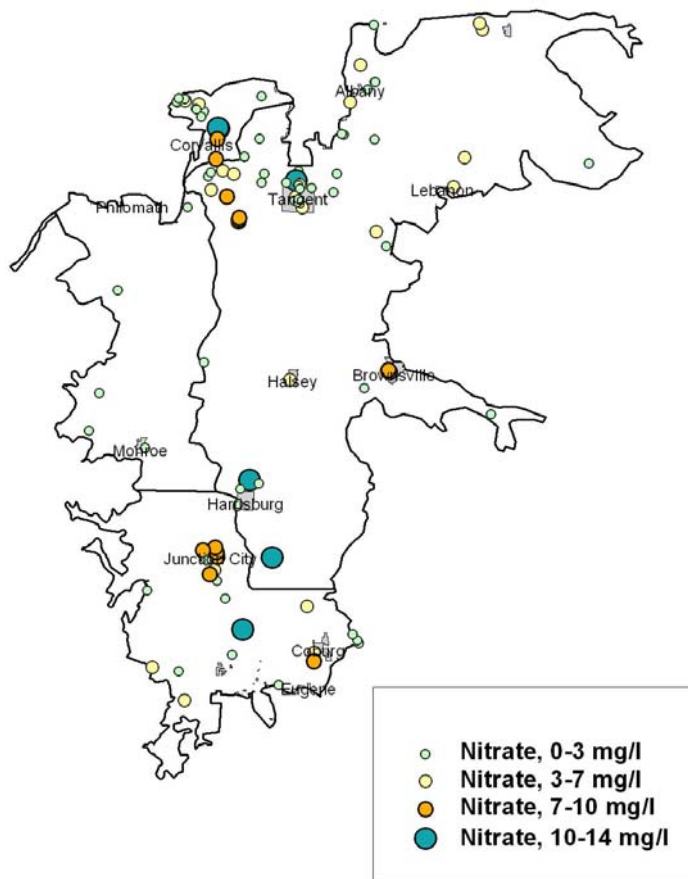 Albany
Corvallis
Lebanon
Tangent
Philomath
Brownsville
Halsey
Monroe
Harrisburg
Junction City
Coburg
Eugene
Nitrate, 0-3 mg/l
Nitrate, 3-7 mg/l
Nitrate, 7-10 mg/l
Nitrate, 10-14 mg/l